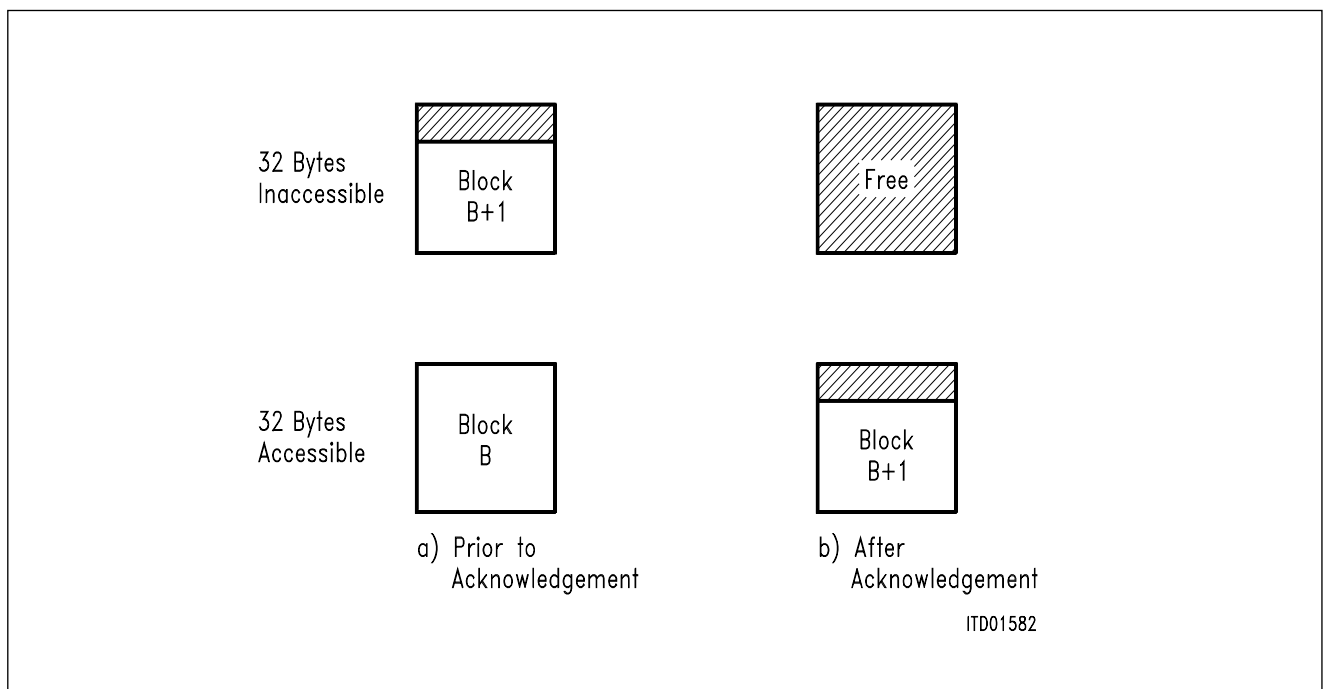 32 Bytes
Inaccessible
Block
B+1
Free
32 Bytes
Accessible
Block
B
Block
B+1
a) Prior to
Acknowledgement
b) After
Acknowledgement
ITD01582